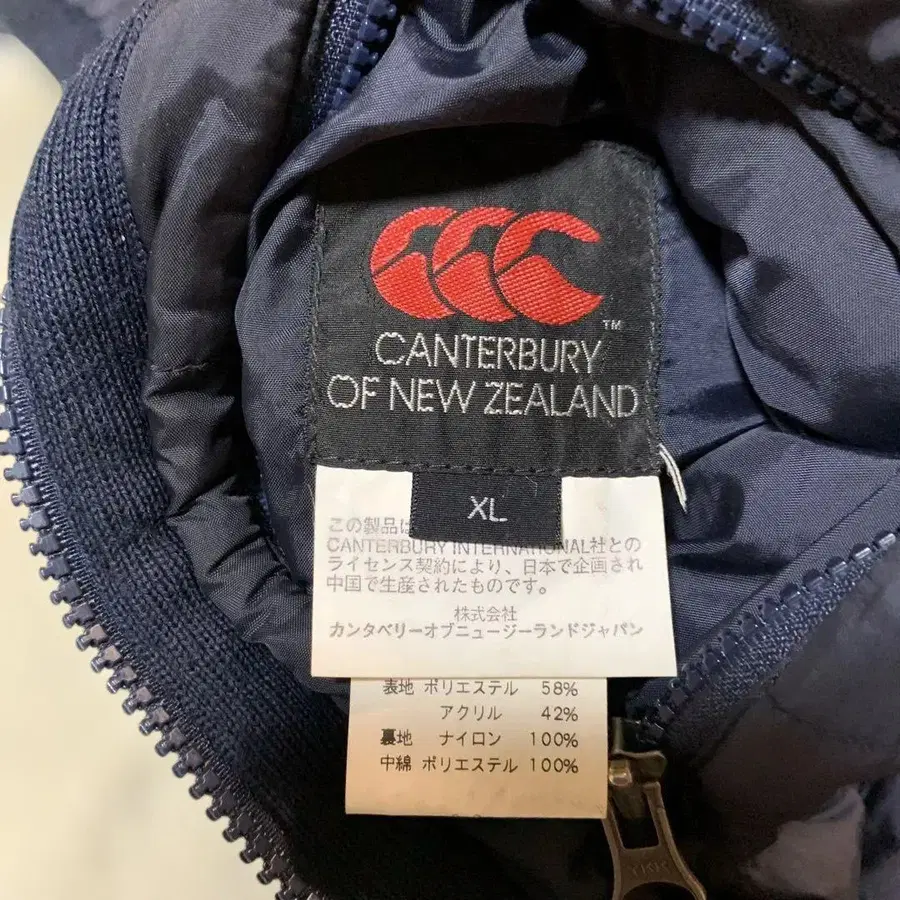 CCC
™
CANTERBURY
OF NEW ZEALAND
XL
この製品は
CANTERBURY INTERNATIONAL社との
ライセンス契約により、日本で企画され
中国で生産されたものです。
株式会社
カンタベリーオブニュージーランドジャパン
表地 ポリエステル 58%
アクリル 42%
裏地 ナイロン 100%
中綿 ポリエステル 100%
YKK